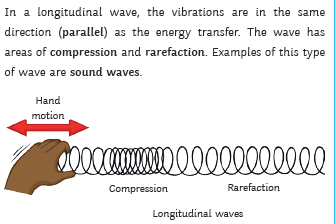 In a longitudinal wave, the vibrations are in the same
direction (parallel) as the energy transfer. The wave has
areas of compression and rarefaction. Examples of this type
of wave are sound waves.
Hand
motion
Compression
Rarefaction
Longitudinal waves